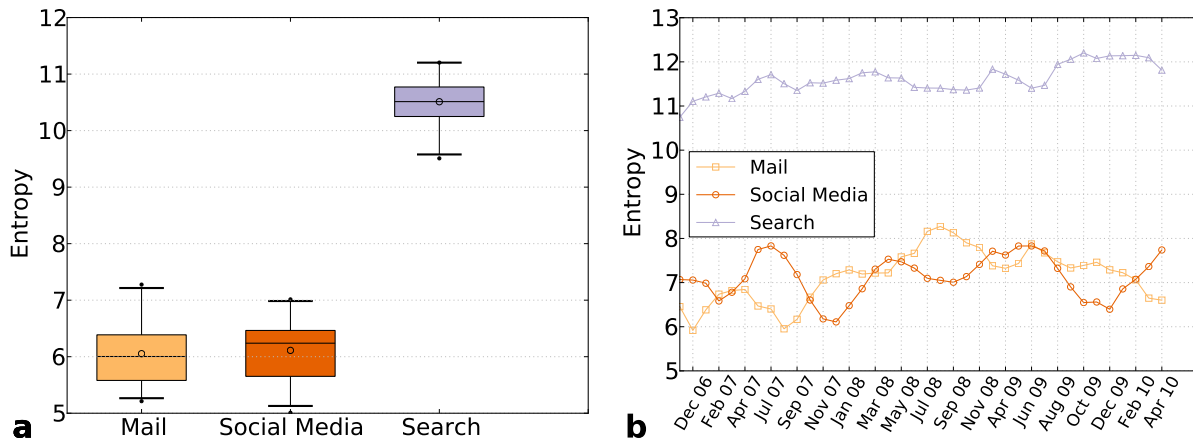 12
11
10
9
8
7
6
5
Entropy
Mail
Social Media
Search
a
13
12
11
10
9
8
7
6
5
Entropy
Mail
Social Media
Search
Dec 06
Feb 07
Apr 07
Jul 07
Sep 07
Nov 07
Jan 08
Mar 08
May 08
Jul 08
Sep 08
Nov 08
Apr 09
Jun 09
Aug 09
Oct 09
Dec 09
Feb 10
Apr 10
b